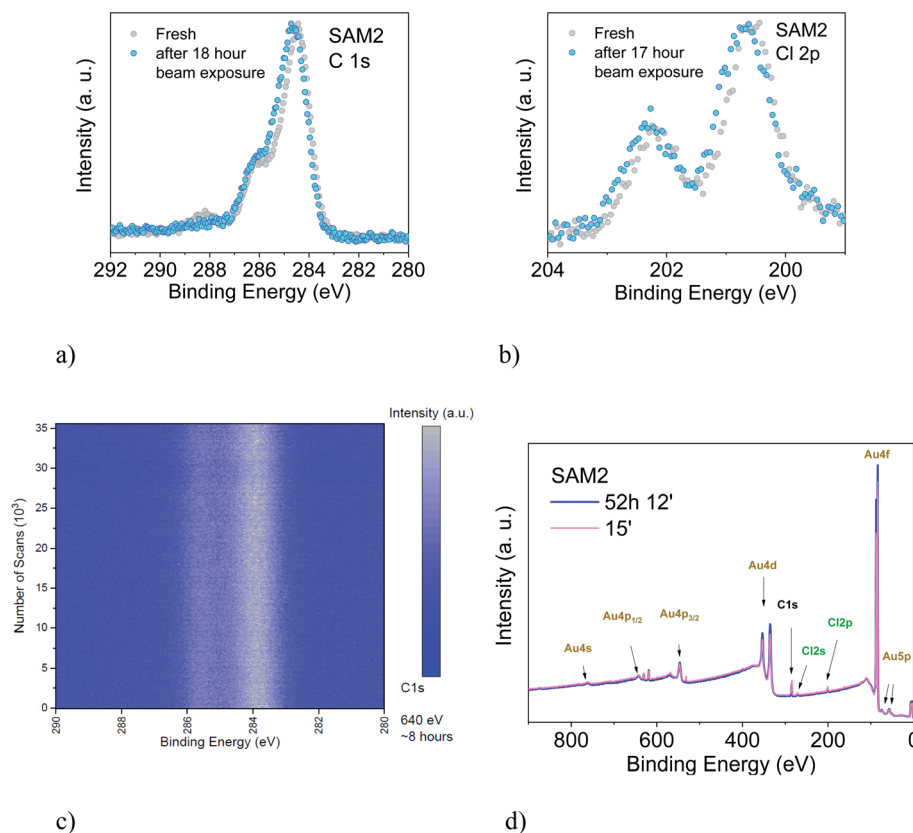 Fresh
after 18 hour
beam exposure
SAM2
C 1s
Intensity (a. u.)
292 290 288 286 284 282 280
Binding Energy (eV)
a)
Fresh
after 17 hour
beam exposure
SAM2
Cl 2p
Intensity (a. u.)
204 202 200
Binding Energy (eV)
b)
Intensity (a.u.)
Number of Scans (10³)
35
30
25
20
15
10
5
0
290 288 286 284 282 280
Binding Energy (eV)
C1s
640 eV
~8 hours
c)
SAM2
52h 12'
15'
Intensity (a. u.)
Au4s
Au4p1/2
Au4p3/2
Au4d
C1s
Cl2s
Cl2p
Au4f
Au5p
800 600 400 200 0
Binding Energy (eV)
d)